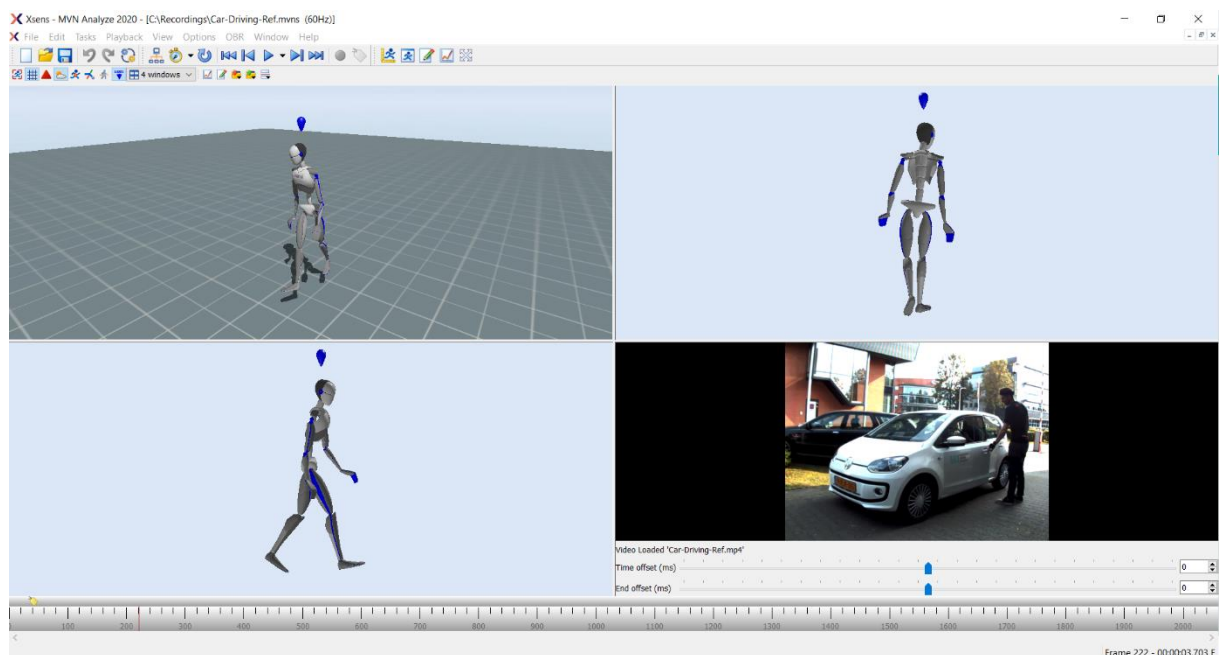 Xsens - MVN Analyze 2020 - [C:\Recordings\Car-Driving-Ref.mvns (60Hz)]
File Edit Tasks Playback View Options OBR Window Help
4 windows
Video Loaded 'Car-Driving-Ref.mp4'
Time offset (ms) 0
End offset (ms) 0
100 200 300 400 500 600 700 800 900 1000 1100 1200 1300 1400 1500 1600 1700 1800 1900 2000
Frame 222 - 00:00:03.703 F